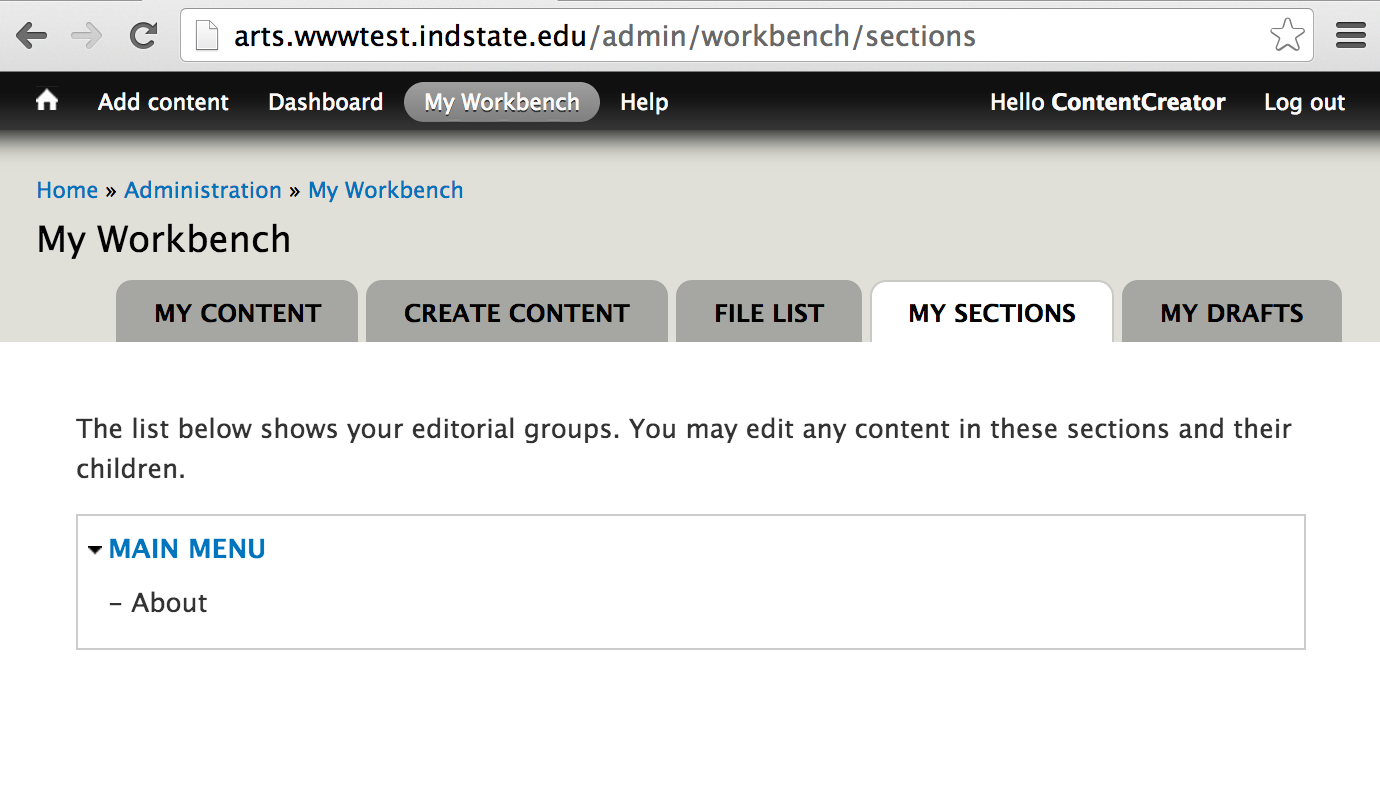 arts.wwwtest.indstate.edu/admin/workbench/sections
Add content Dashboard My Workbench Help Hello ContentCreator Log out
Home » Administration » My Workbench
My Workbench
MY CONTENT CREATE CONTENT FILE LIST MY SECTIONS MY DRAFTS
The list below shows your editorial groups. You may edit any content in these sections and their
children.
MAIN MENU
– About